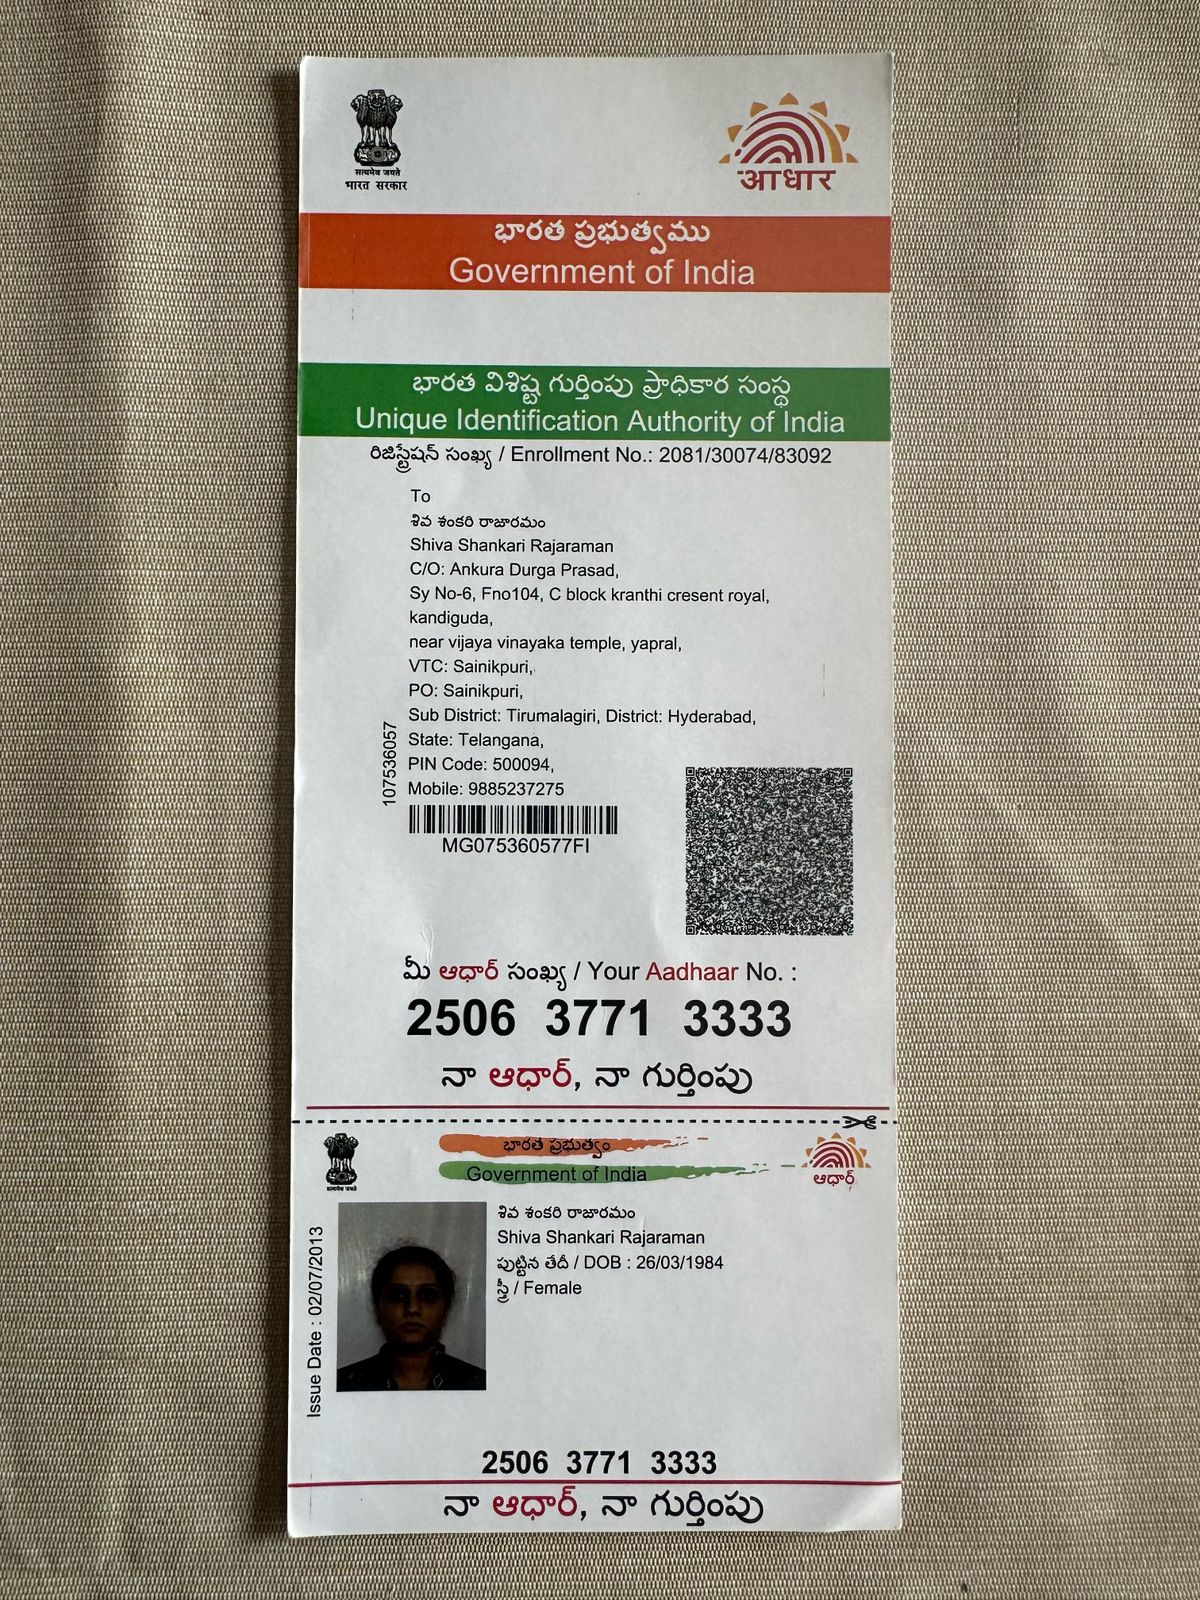 सत्यमेव जयते
भारत सरकार
आधार
భారత ప్రభుత్వము
Government of India
భారత విశిష్ట గుర్తింపు ప్రాధికార సంస్థ
Unique Identification Authority of India
రిజిస్ట్రేషన్ సంఖ్య / Enrollment No.: 2081/30074/83092
To
శివ శంకరి రాజారమం
Shiva Shankari Rajaraman
C/O: Ankura Durga Prasad,
Sy No-6, Fno104, C block kranthi cresent royal,
kandiguda,
near vijaya vinayaka temple, yapral,
VTC: Sainikpuri,
PO: Sainikpuri,
Sub District: Tirumalagiri, District: Hyderabad,
State: Telangana,
PIN Code: 500094,
Mobile: 9885237275
107536057
MG075360577FI
మీ ఆధార్ సంఖ్య / Your Aadhaar No. :
2506 3771 3333
నా ఆధార్, నా గుర్తింపు
భారత ప్రభుత్వం
Government of India
सत्यमेव जयते
ఆధార్
శివ శంకరి రాజారమం
Shiva Shankari Rajaraman
పుట్టిన తేదీ / DOB : 26/03/1984
స్త్రీ / Female
Issue Date : 02/07/2013
2506 3771 3333
నా ఆధార్, నా గుర్తింపు